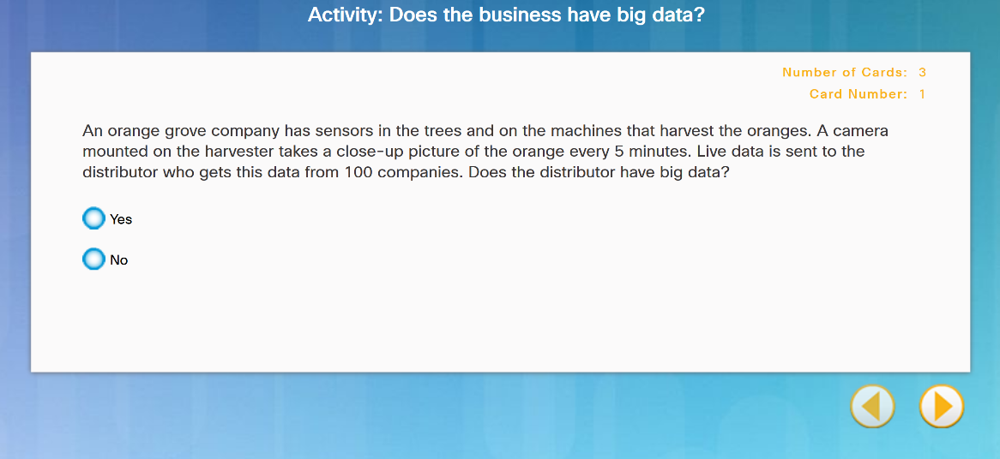 Activity: Does the business have big data?
Number of Cards: 3
Card Number: 1
An orange grove company has sensors in the trees and on the machines that harvest the oranges. A camera
mounted on the harvester takes a close-up picture of the orange every 5 minutes. Live data is sent to the
distributor who gets this data from 100 companies. Does the distributor have big data?
Yes
No